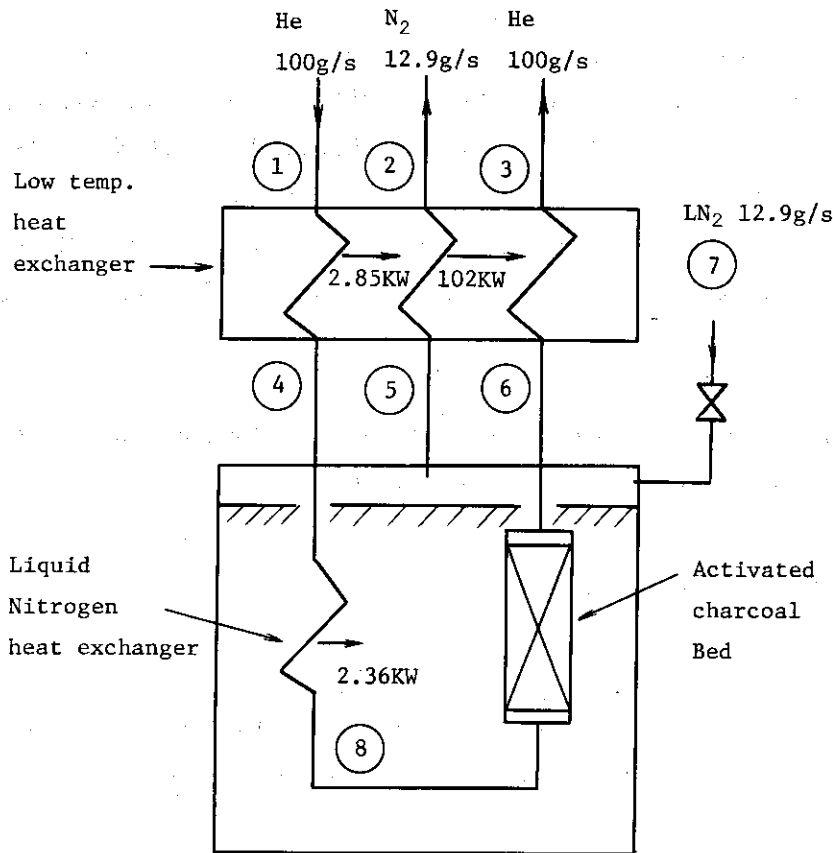 He N₂ He
100g/s 12.9g/s 100g/s
1 2 3
Low temp.
heat
exchanger
LN₂ 12.9g/s
7
2.85KW 102KW
4 5 6
Liquid
Nitrogen
heat exchanger
2.36KW
8
Activated
charcoal
Bed